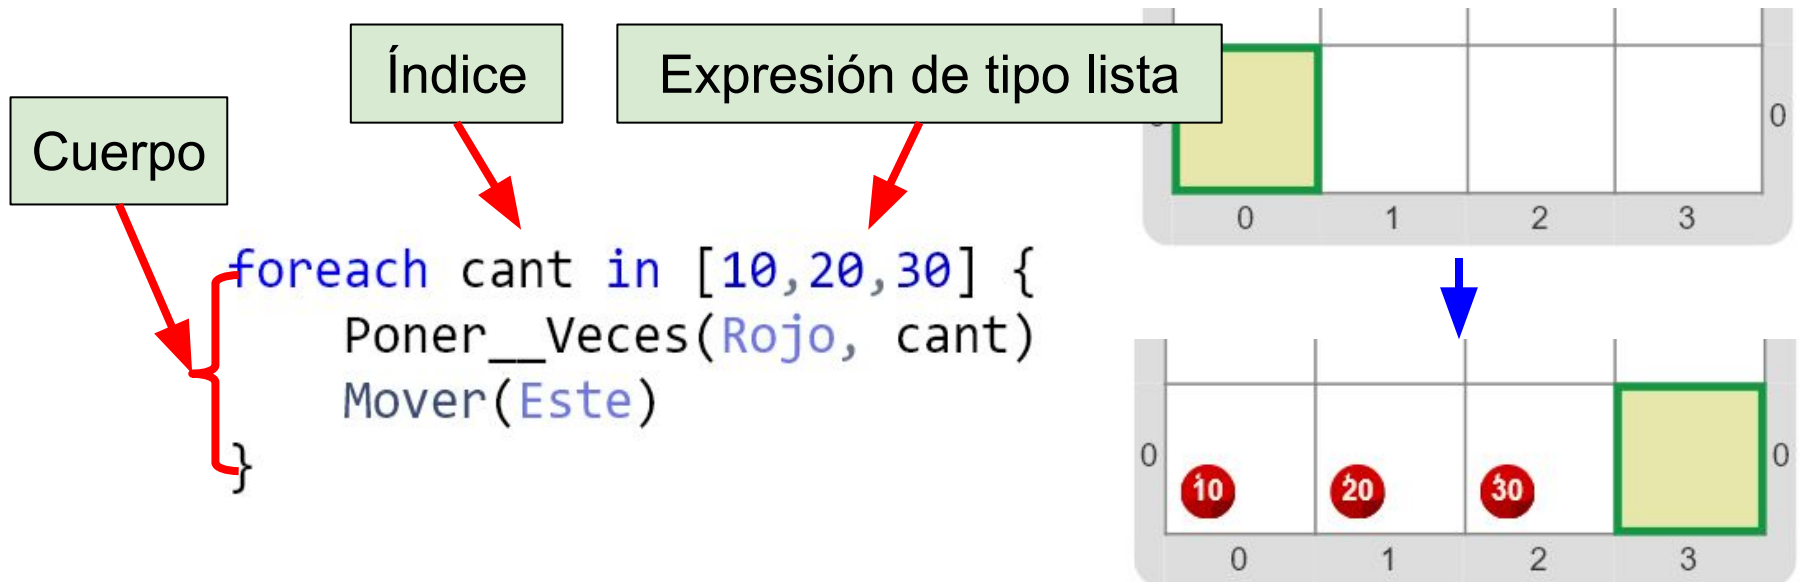 Índice
Expresión de tipo lista
Cuerpo
foreach cant in [10,20,30] {
Poner__Veces(Rojo, cant)
Mover(Este)
}
0
0 1 2 3
0 0
10 20 30
0 1 2 3